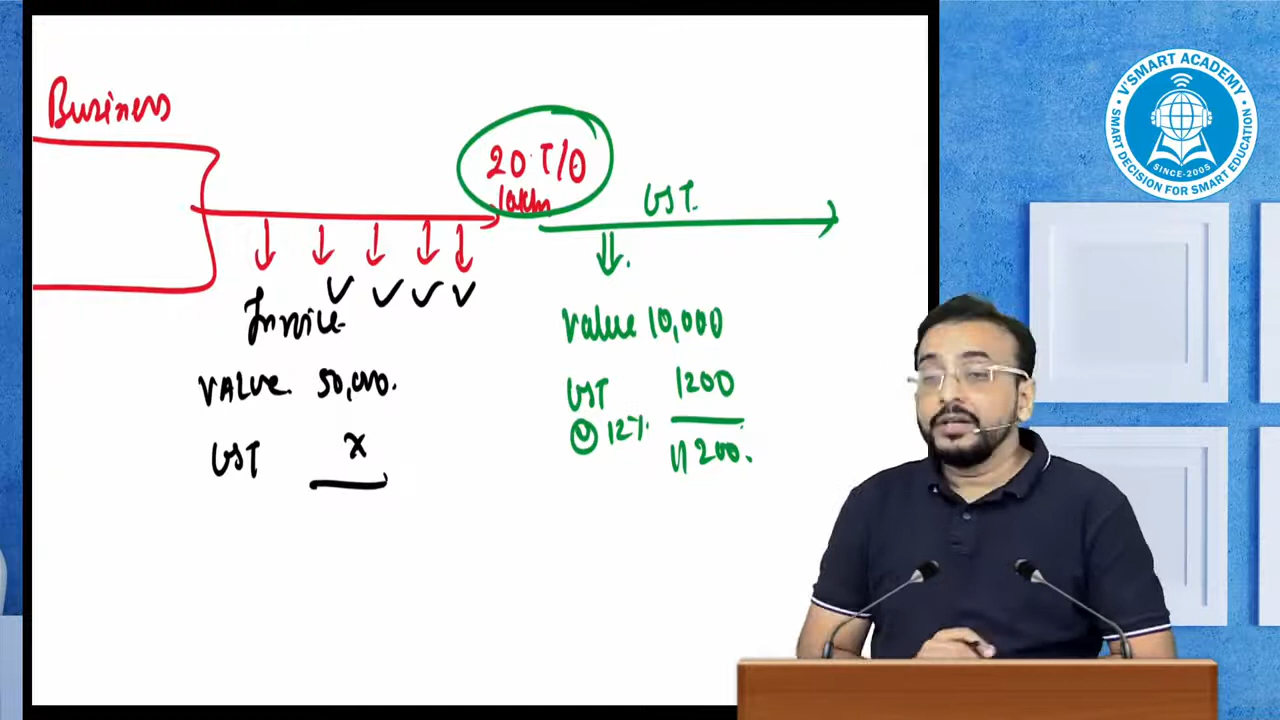 Business
20 T/O
lakhs
GST
Invoice
Value 50,000.
GST x
Value 10,000
GST 1200
@ 12%
11200.
V'SMART ACADEMY
SINCE-2005
SMART DECISION FOR SMART EDUCATION